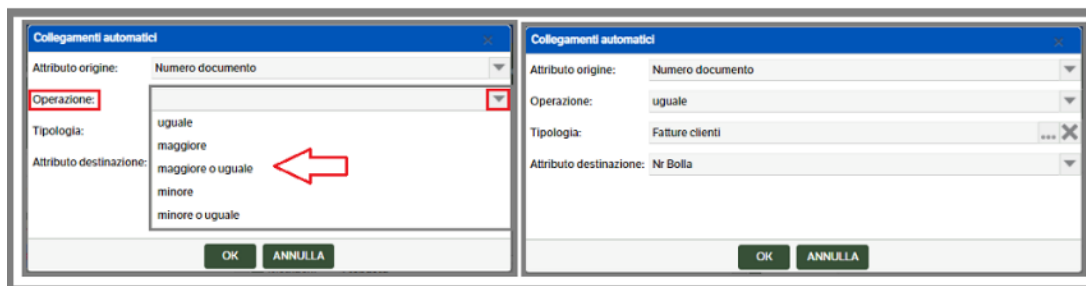 Collegamenti automatici
Attributo origine: Numero documento
Operazione:
uguale
Tipologia:
maggiore
Attributo destinazione:
maggiore o uguale
minore
minore o uguale
OK ANNULLA
Collegamenti automatici
Attributo origine: Numero documento
Operazione: uguale
Tipologia: Fatture clienti ...
Attributo destinazione: Nr Bolla
OK ANNULLA